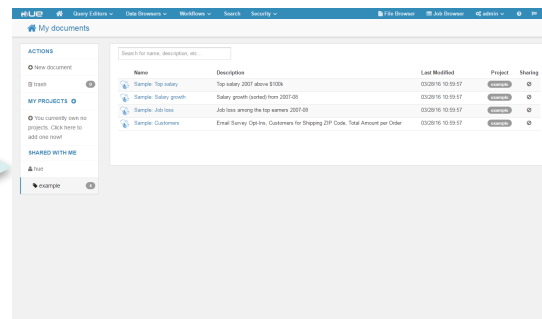 HUE Query Editors Data Browsers Workflows Search Security File Browser Job Browser admin
My documents
ACTIONS
New document
trash 0
MY PROJECTS
You currently own no
projects. Click here to
add one now!
SHARED WITH ME
hue
example 4
Search for name, description, etc...
Name Description Last Modified Project Sharing
Sample: Top salary Top salary 2007 above $100k 03/28/16 10:59:57 example
Sample: Salary growth Salary growth (sorted) from 2007-08 03/28/16 10:59:57 example
Sample: Job loss Job loss among the top earners 2007-08 03/28/16 10:59:57 example
Sample: Customers Email Survey Opt-Ins, Customers for Shipping ZIP Code, Total Amount per Order 03/28/16 10:59:57 example